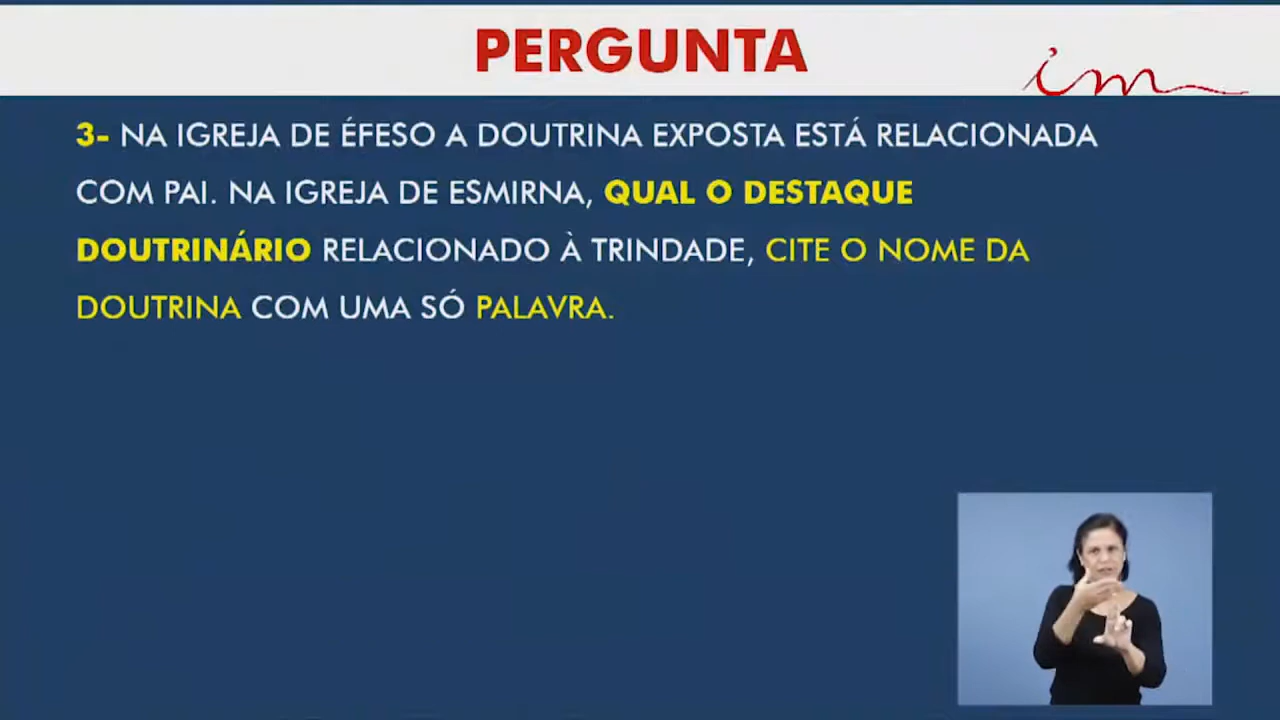 PERGUNTA
im
3- NA IGREJA DE ÉFESO A DOUTRINA EXPOSTA ESTÁ RELACIONADA
COM PAI. NA IGREJA DE ESMIRNA, QUAL O DESTAQUE
DOUTRINÁRIO RELACIONADO À TRINDADE, CITE O NOME DA
DOUTRINA COM UMA SÓ PALAVRA.